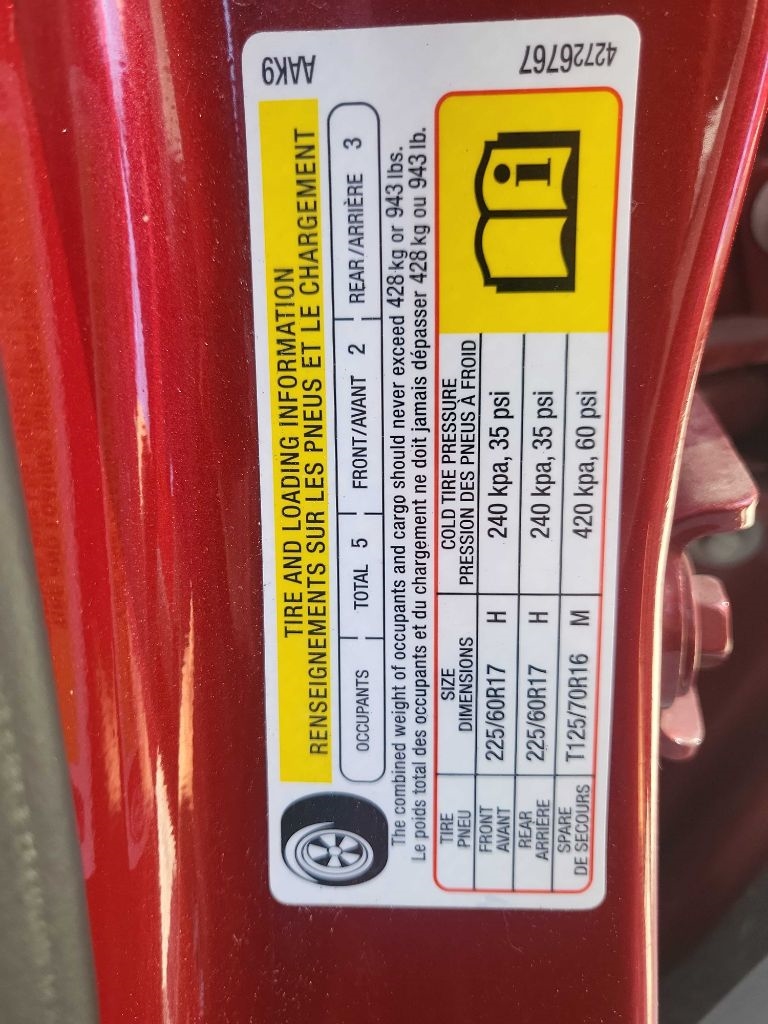 TIRE AND LOADING INFORMATION
RENSEIGNEMENTS SUR LES PNEUS ET LE CHARGEMENT
OCCUPANTS TOTAL 5 FRONT/AVANT 2 REAR/ARRIÈRE 3
The combined weight of occupants and cargo should never exceed 428 kg or 943 lbs.
Le poids total des occupants et du chargement ne doit jamais dépasser 428 kg ou 943 lb.
TIRE SIZE COLD TIRE PRESSURE
PNEU DIMENSIONS PRESSION DES PNEUS À FROID
FRONT
AVANT 225/60R17 H 240 kpa, 35 psi
REAR
ARRIÈRE 225/60R17 H 240 kpa, 35 psi
SPARE
DE SECOURS T125/70R16 M 420 kpa, 60 psi
i
AAK9
42726767